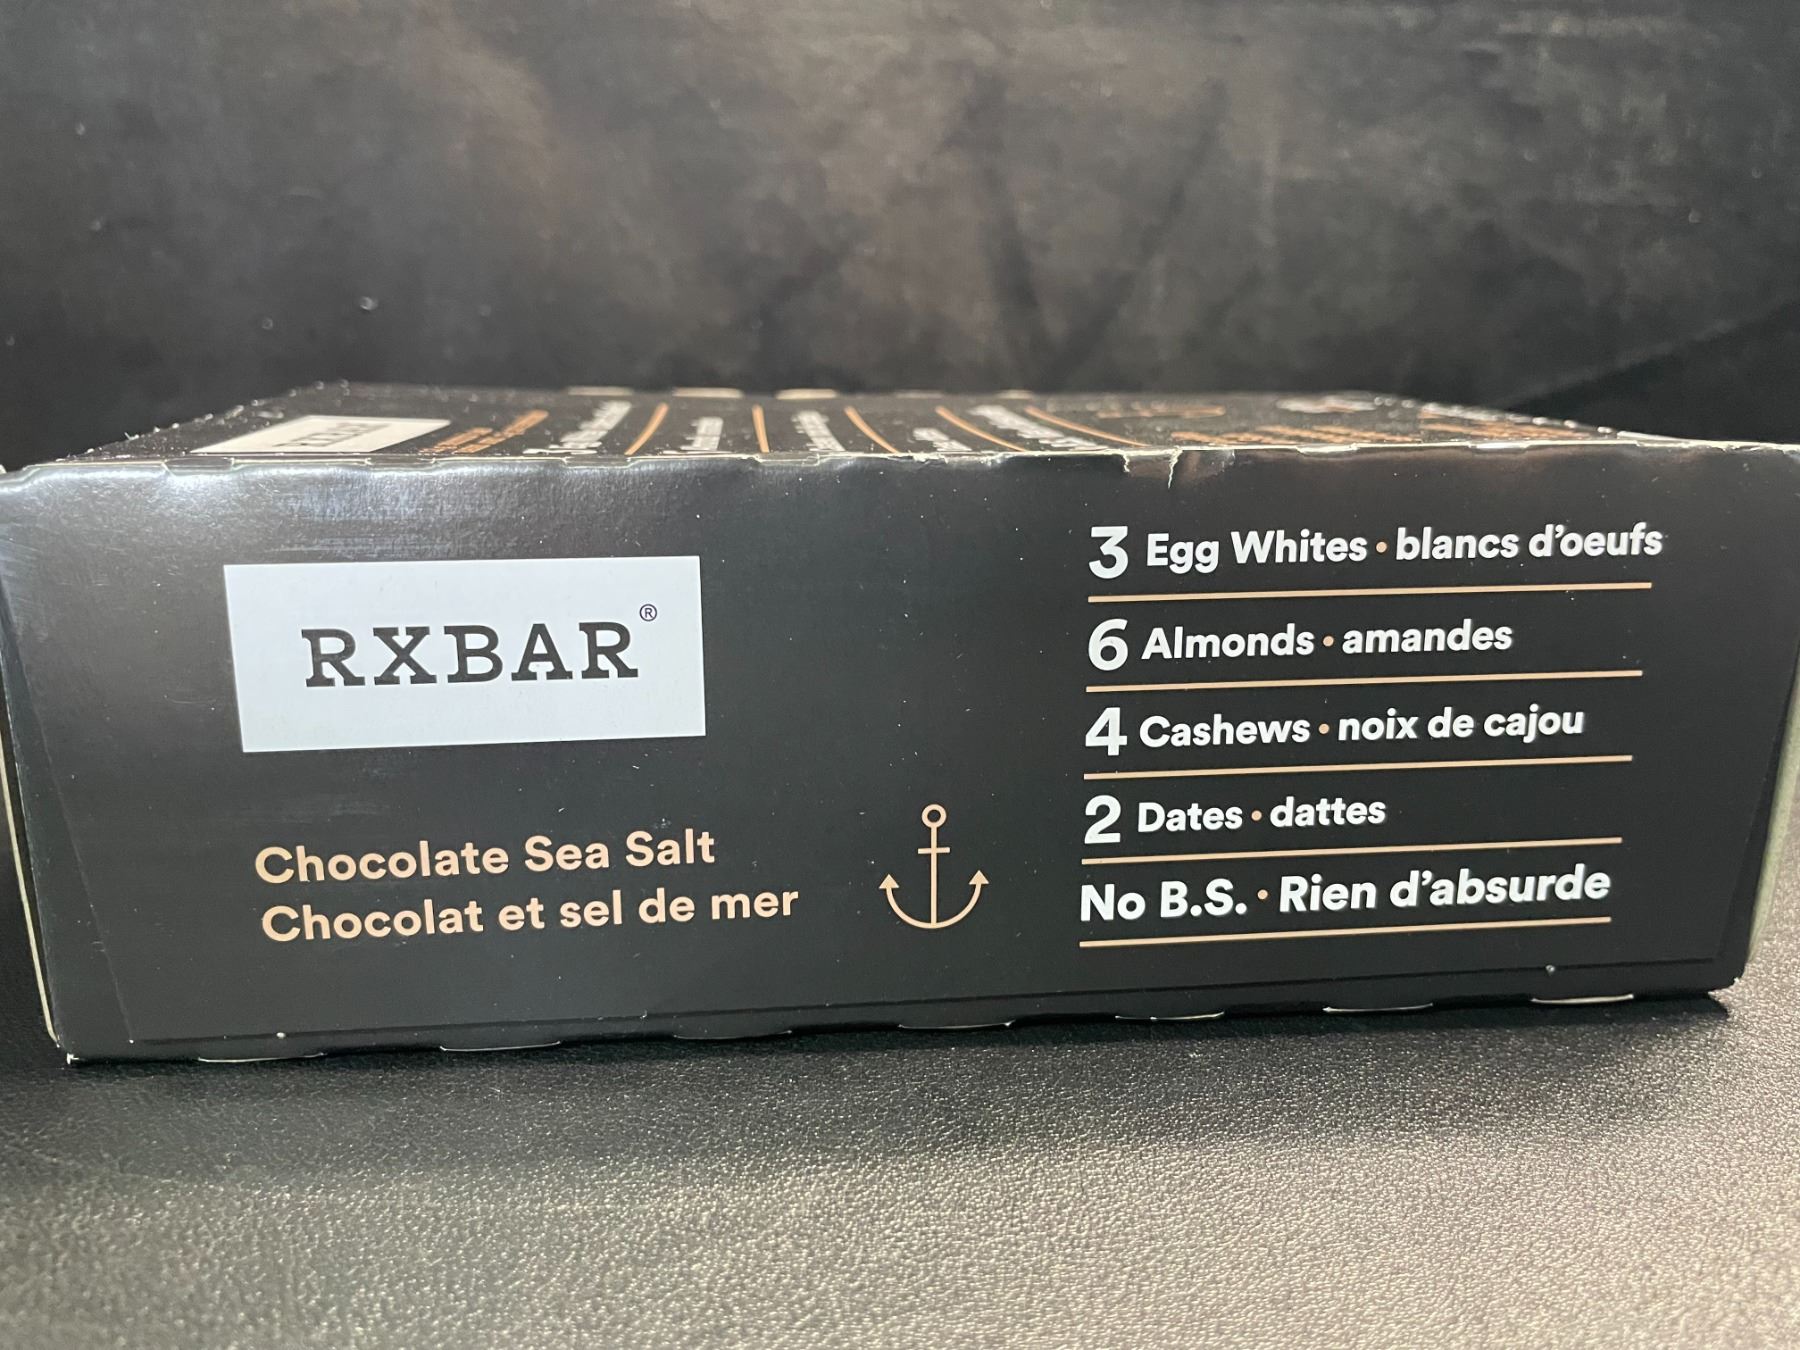 RXBAR®
Chocolate Sea Salt
Chocolat et sel de mer
3 Egg Whites • blancs d'oeufs
6 Almonds • amandes
4 Cashews • noix de cajou
2 Dates • dattes
No B.S. • Rien d'absurde